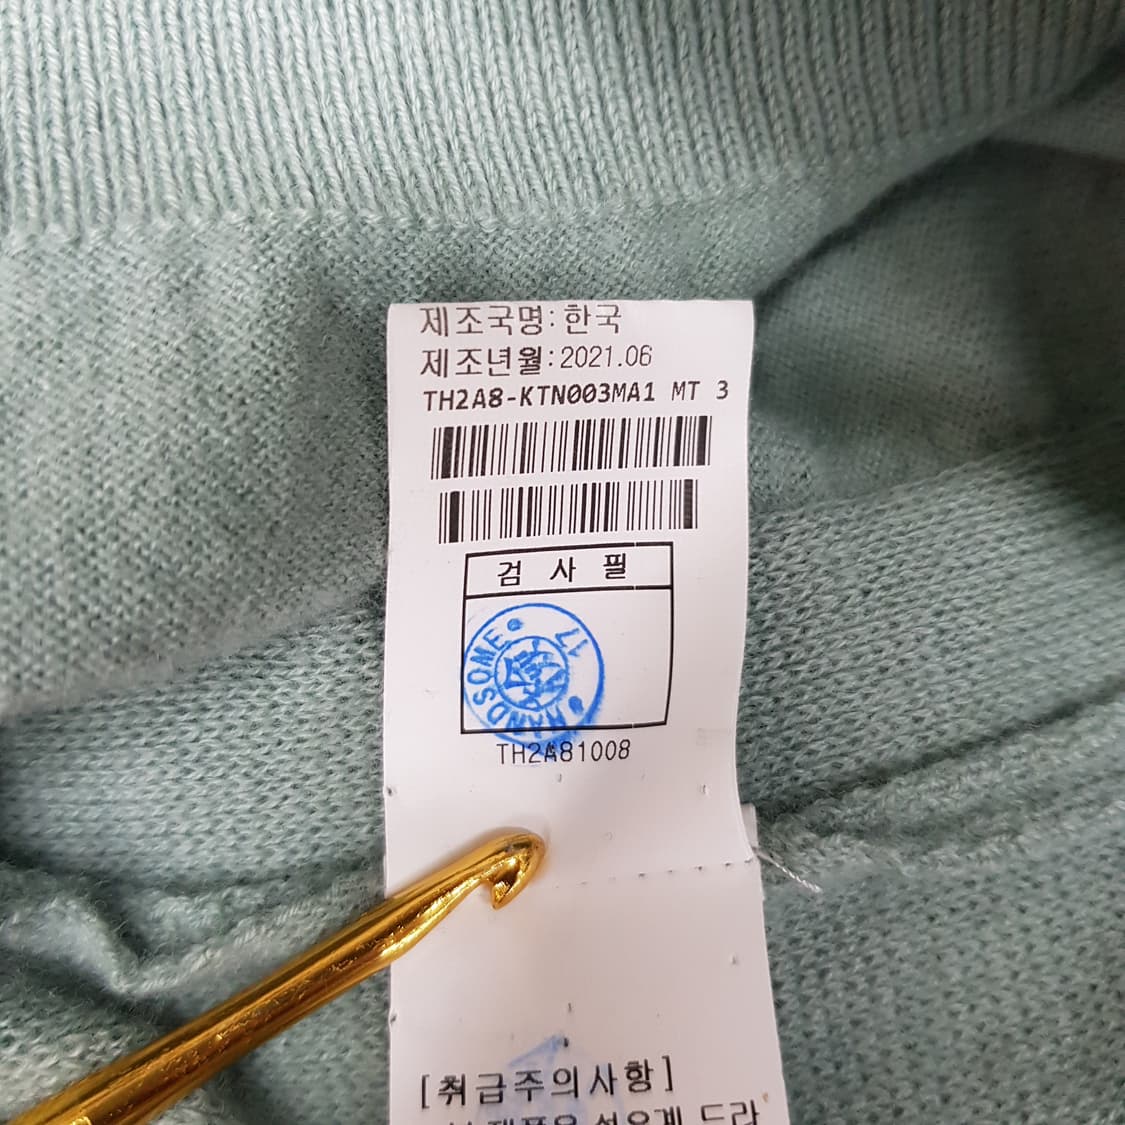 제조국명:한국
제조년월:2021.06
TH2A8-KTN003MA1 MT 3
검 사 필
HANDSOME 17
TH2A81008
[취급주의사항]